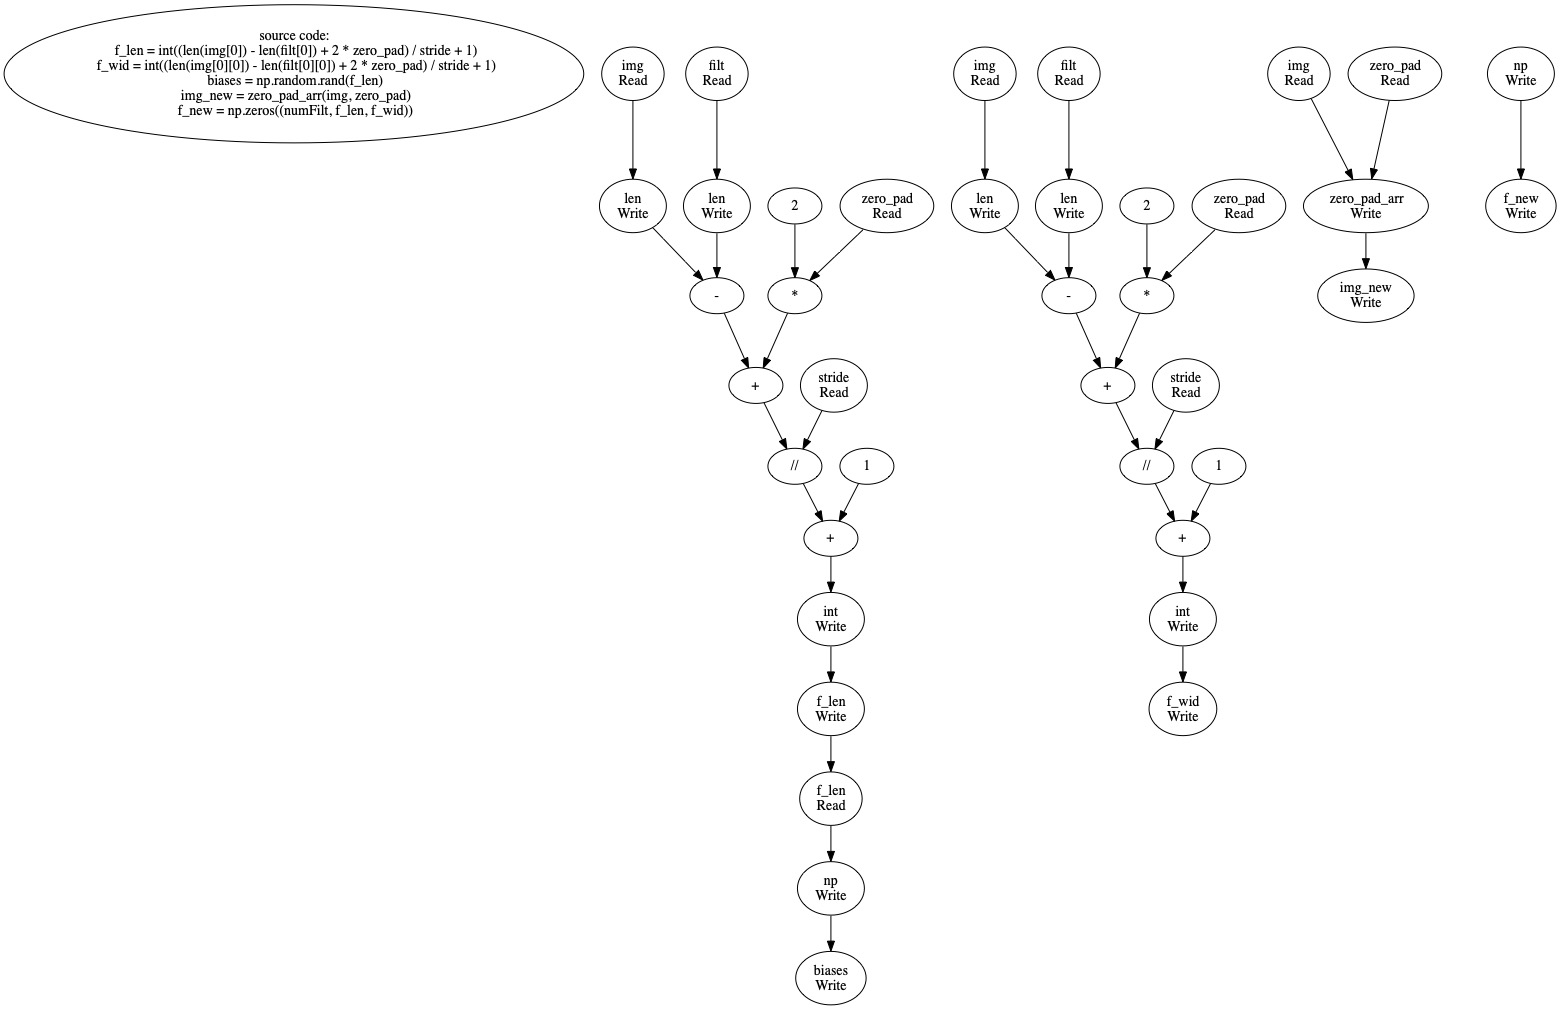 source code:
f_len = int((len(img[0]) - len(filt[0]) + 2 * zero_pad) / stride + 1)
f_wid = int((len(img[0][0]) - len(filt[0][0]) + 2 * zero_pad) / stride + 1)
biases = np.random.rand(f_len)
img_new = zero_pad_arr(img, zero_pad)
f_new = np.zeros((numFilt, f_len, f_wid))
img
Read
filt
Read
len
Write
len
Write
2
zero_pad
Read
-
*
+
stride
Read
//
1
+
int
Write
f_len
Write
f_len
Read
np
Write
biases
Write
img
Read
filt
Read
len
Write
len
Write
2
zero_pad
Read
-
*
+
stride
Read
//
1
+
int
Write
f_wid
Write
img
Read
zero_pad
Read
zero_pad_arr
Write
img_new
Write
np
Write
f_new
Write